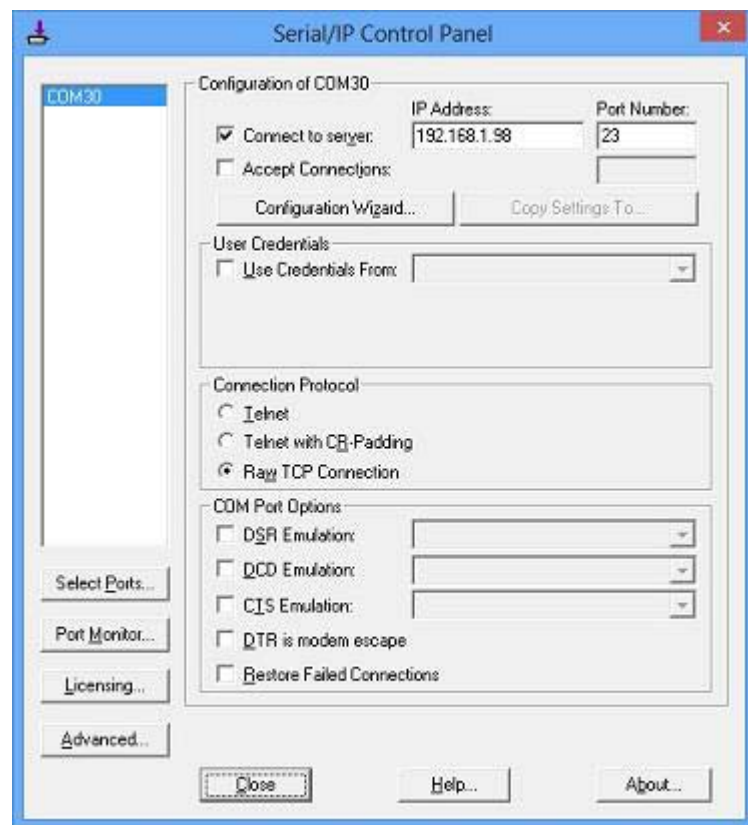 Serial/IP Control Panel
COM30
Configuration of COM30
IP Address: Port Number:
Connect to server: 192.168.1.98 23
Accept Connections:
Configuration Wizard... Copy Settings To...
User Credentials
Use Credentials From:
Connection Protocol
Telnet
Telnet with CR-Padding
Raw TCP Connection
COM Port Options
DSR Emulation:
DCD Emulation:
CTS Emulation:
DTR is modem escape
Restore Failed Connections
Select Ports...
Port Monitor...
Licensing...
Advanced...
Close Help... About...